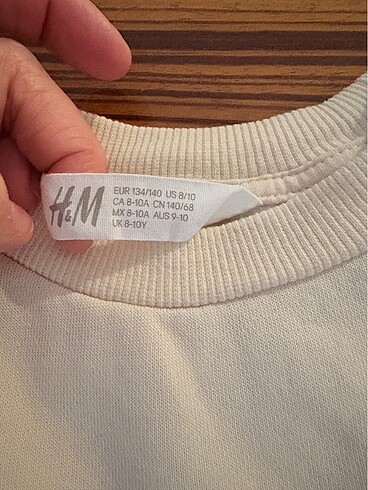 H&M
EUR 134/140 US 8/10
CA 8-10A CN 140/68
MX 8-10A AUS 9-10
UK 8-10Y